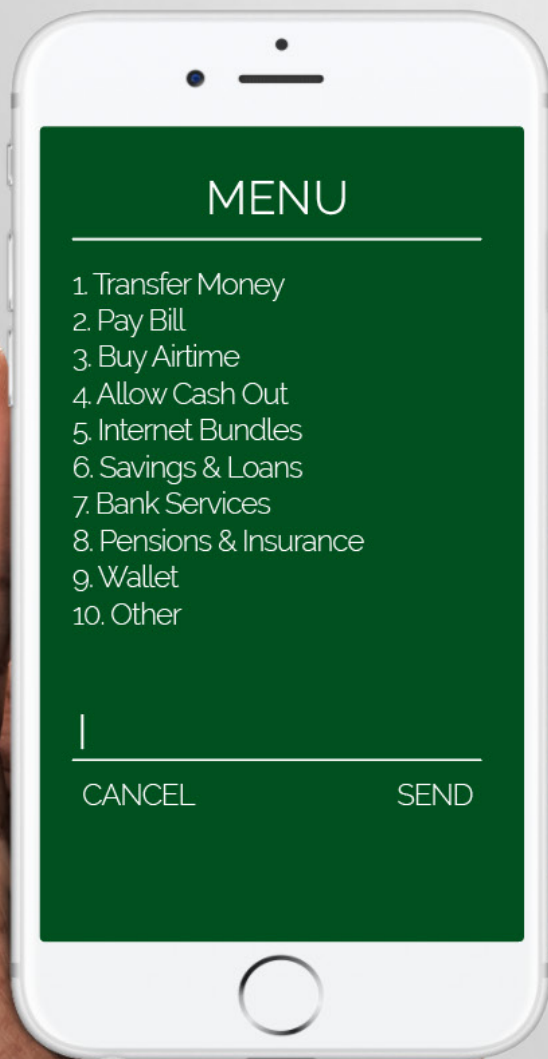 MENU
1. Transfer Money
2. Pay Bill
3. Buy Airtime
4. Allow Cash Out
5. Internet Bundles
6. Savings & Loans
7. Bank Services
8. Pensions & Insurance
9. Wallet
10. Other
CANCEL SEND